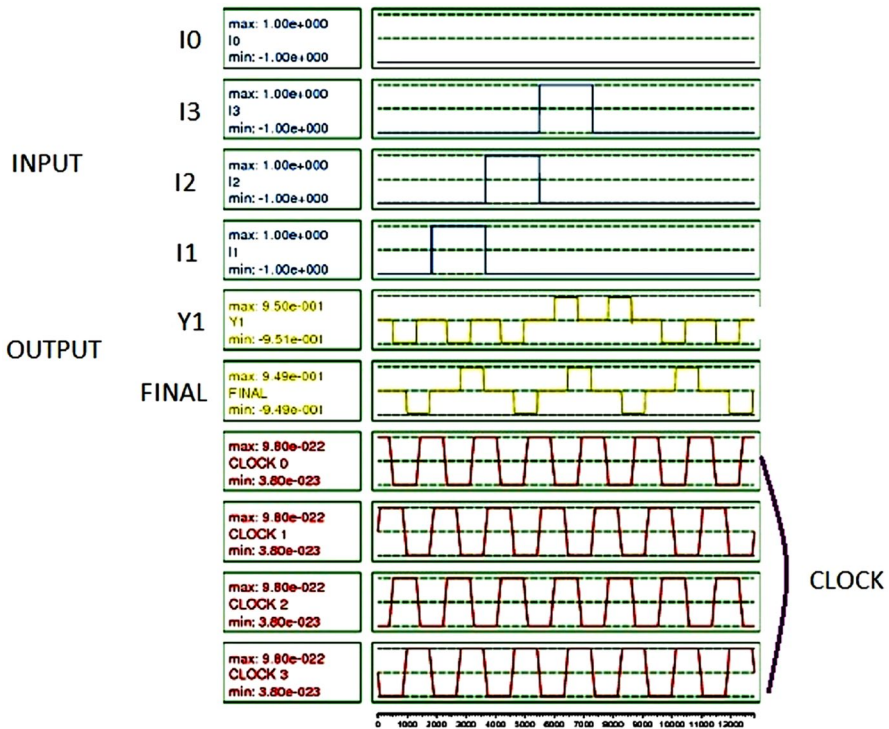 I0
max: 1.00e+000
I0
min: -1.00e+000
I3
max: 1.00e+000
I3
min: -1.00e+000
INPUT
I2
max: 1.00e+000
I2
min: -1.00e+000
I1
max: 1.00e+000
I1
min: -1.00e+000
Y1
max: 9.50e-001
Y1
min: -9.51e-001
OUTPUT
FINAL
max: 9.49e-001
FINAL
min: -9.49e-001
max: 9.80e-022
CLOCK 0
min: 3.80e-023
max: 9.80e-022
CLOCK 1
min: 3.80e-023
CLOCK
max: 9.80e-022
CLOCK 2
min: 3.80e-023
max: 9.80e-022
CLOCK 3
min: 3.80e-023
0 1000 2000 3000 4000 5000 6000 7000 8000 9000 10000 11000 12000